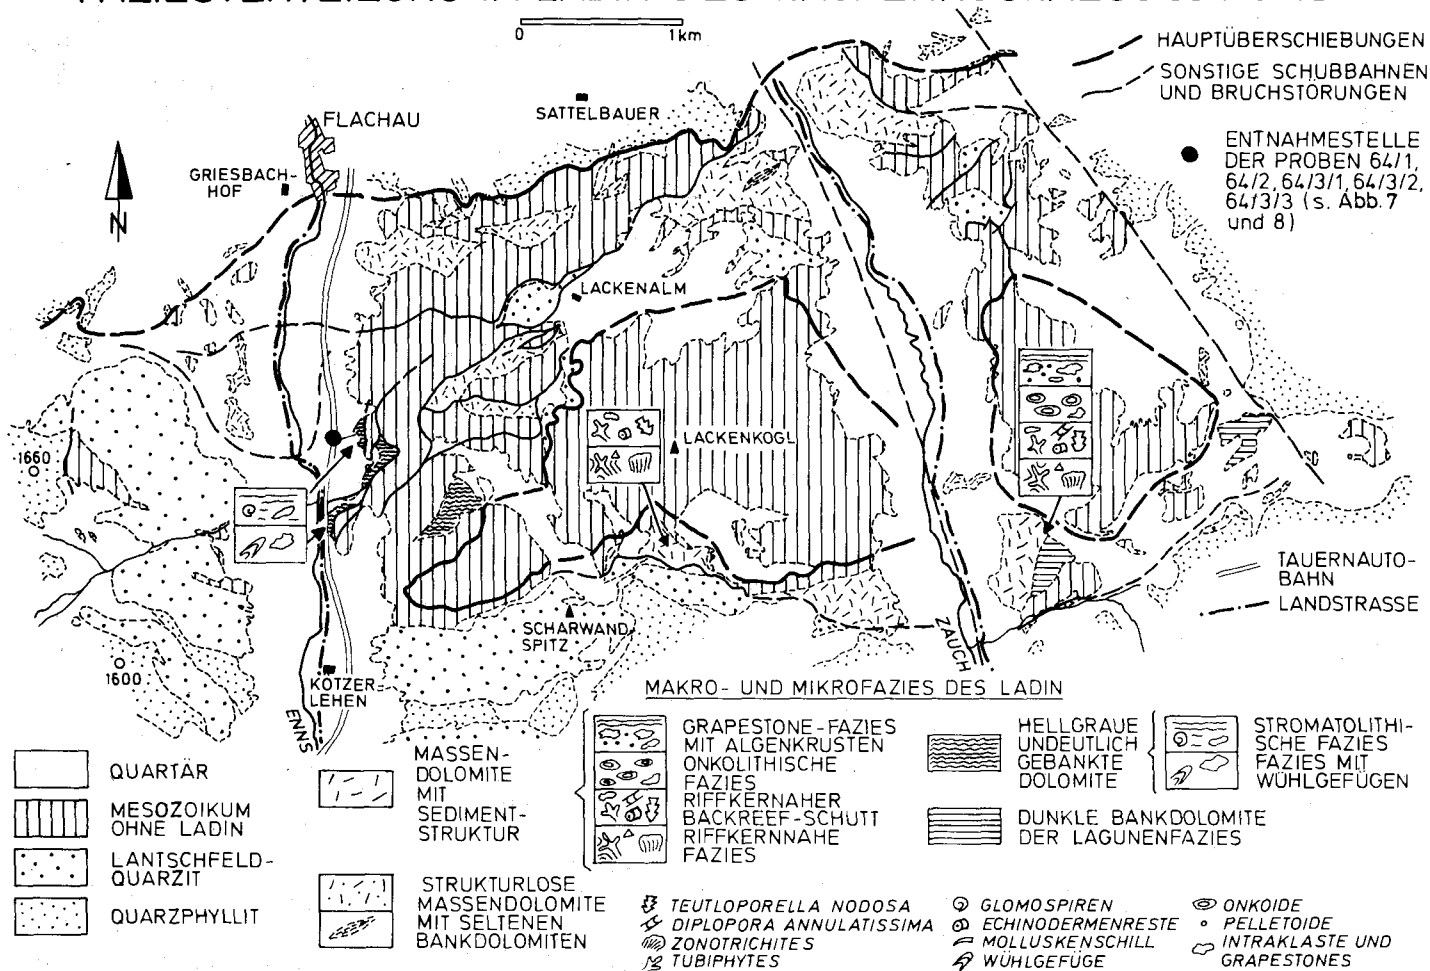 0 1km
HAUPTÜBERSCHIEBUNGEN
SONSTIGE SCHUBBAHNEN
UND BRUCHSTÖRUNGEN
ENTNAHMESTELLE
DER PROBEN 64/1,
64/2, 64/3/1, 64/3/2,
64/3/3 (s. Abb.7
und 8)
SATTELBAUER
FLACHAU
GRIESBACH-
HOF
N
LACKENALM
LACKENKOGL
1660
SCHARWAND
SPITZ
1600
KOTZER-
LEHEN
ENNS
ZAUCH
TAUERNAUTO-
BAHN
LANDSTRASSE
MAKRO- UND MIKROFAZIES DES LADIN
QUARTÄR
MESOZOIKUM
OHNE LADIN
LANTSCHFELD-
QUARZIT
QUARZPHYLLIT
MASSEN-
DOLOMITE
MIT
SEDIMENT-
STRUKTUR
STRUKTURLOSE
MASSENDOLOMITE
MIT SELTENEN
BANKDOLOMITEN
GRAPESTONE-FAZIES
MIT ALGENKRUSTEN
ONKOLITHISCHE
FAZIES
RIFFKERNAHER
BACKREEF-SCHUTT
RIFFKERNNAHE
FAZIES
HELLGRAUE
UNDEUTLICH
GEBANKTE
DOLOMITE
STROMATOLITHI-
SCHE FAZIES
FAZIES MIT
WÜHLGEFÜGEN
DUNKLE BANKDOLOMITE
DER LAGUNENFAZIES
TEUTLOPORELLA NODOSA
DIPLOPORA ANNULATISSIMA
ZONOTRICHITES
TUBIPHYTES
GLOMOSPIREN
ECHINODERMENRESTE
MOLLUSKENSCHILL
WÜHLGEFÜGE
ONKOIDE
PELLETOIDE
INTRAKLASTE UND
GRAPESTONES